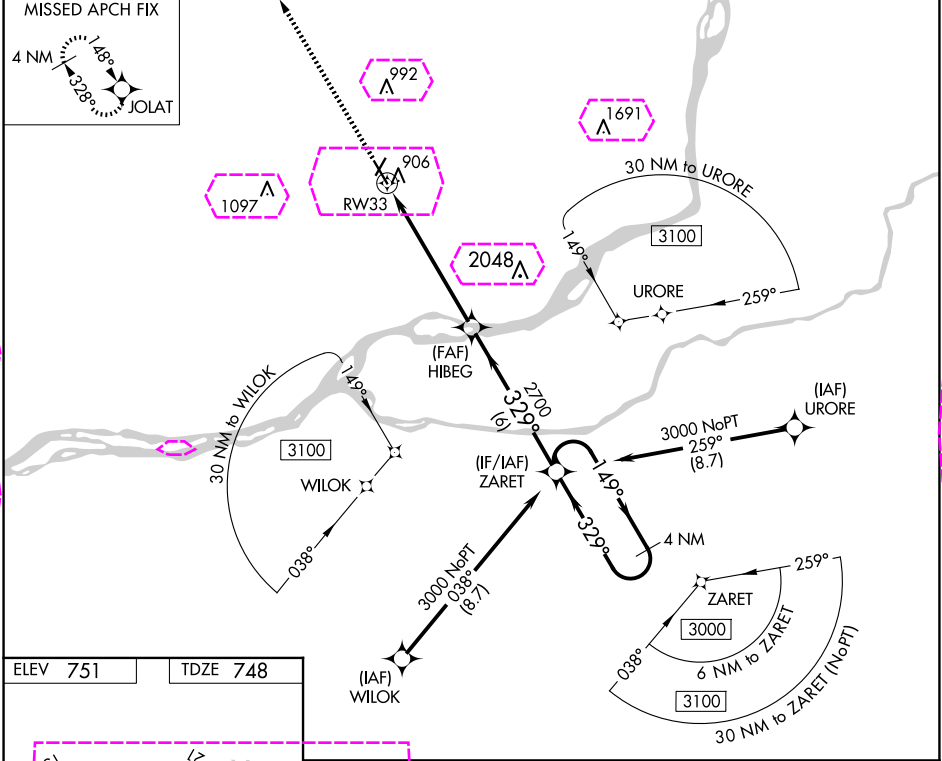 MISSED APCH FIX
4 NM
148°
328°
JOLAT
992
1691
906
RW33
1097
30 NM to URORE
3100
149°
2048
URORE
259°
(FAF)
HIBEG
30 NM to WILOK
149°
3100
WILOK
038°
2700
329°
(6)
(IAF)
URORE
3000 NoPT
259°
(8.7)
(IF/IAF)
ZARET
149°
329°
4 NM
3000 NoPT
038°
(8.7)
(IAF)
WILOK
259°
ZARET
3000
038°
6 NM to ZARET
3100
30 NM to ZARET (NoPT)
ELEV 751
TDZE 748